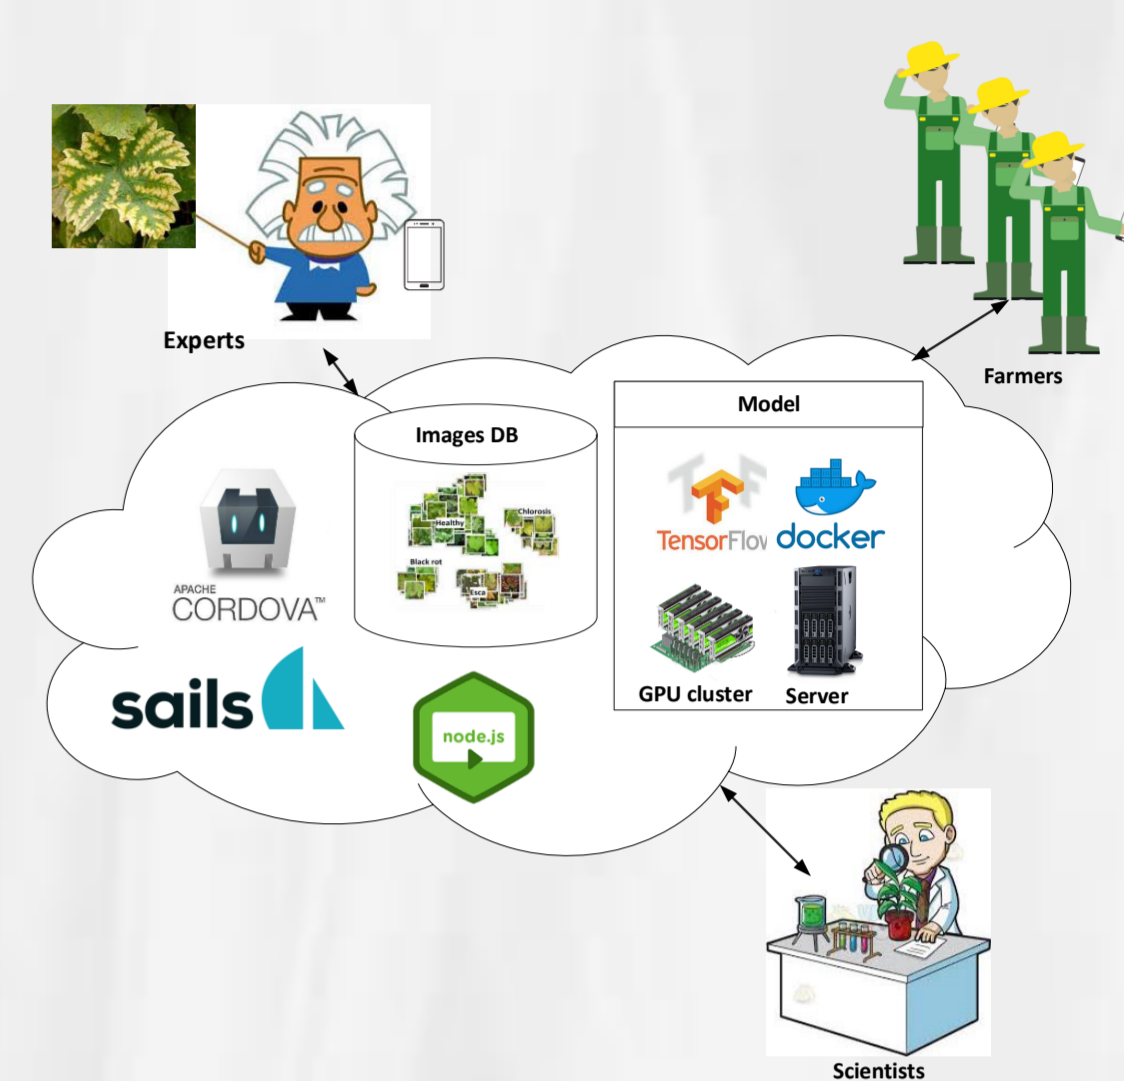 Experts
Farmers
Images DB
Healthy
Chlorosis
Black rot
Esca
Model
TensorFlow
docker
GPU cluster
Server
APACHE
CORDOVA™
sails
node.js
Scientists